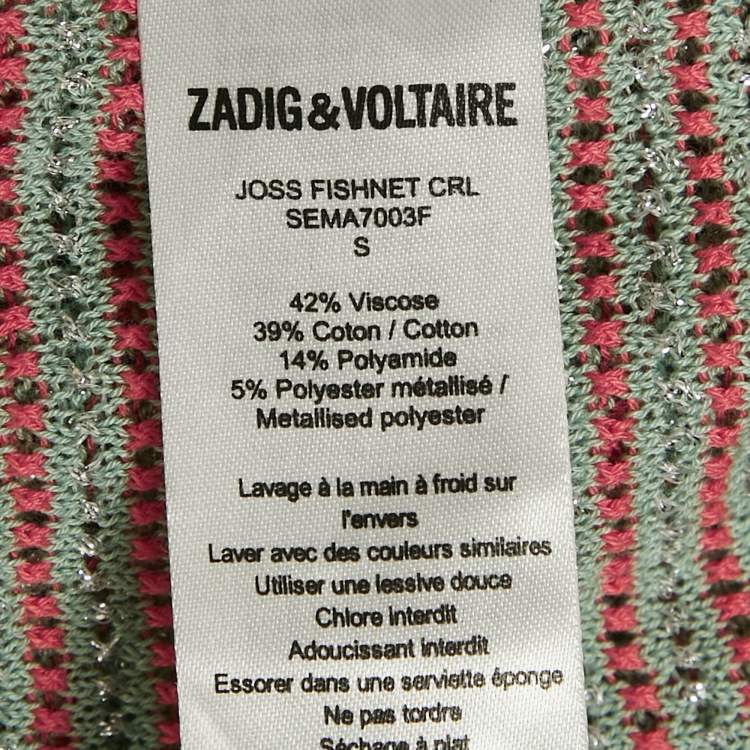 ZADIG&VOLTAIRE
JOSS FISHNET CRL
SEMA7003F
S
42% Viscose
39% Coton / Cotton
14% Polyamide
5% Polyester métallisé /
Metallised polyester
Lavage à la main à froid sur
l'envers
Laver avec des couleurs similaires
Utiliser une lessive douce
Chlore interdit
Adoucissant interdit
Essorer dans une serviette éponge
Ne pas tordre
Séchage à plat